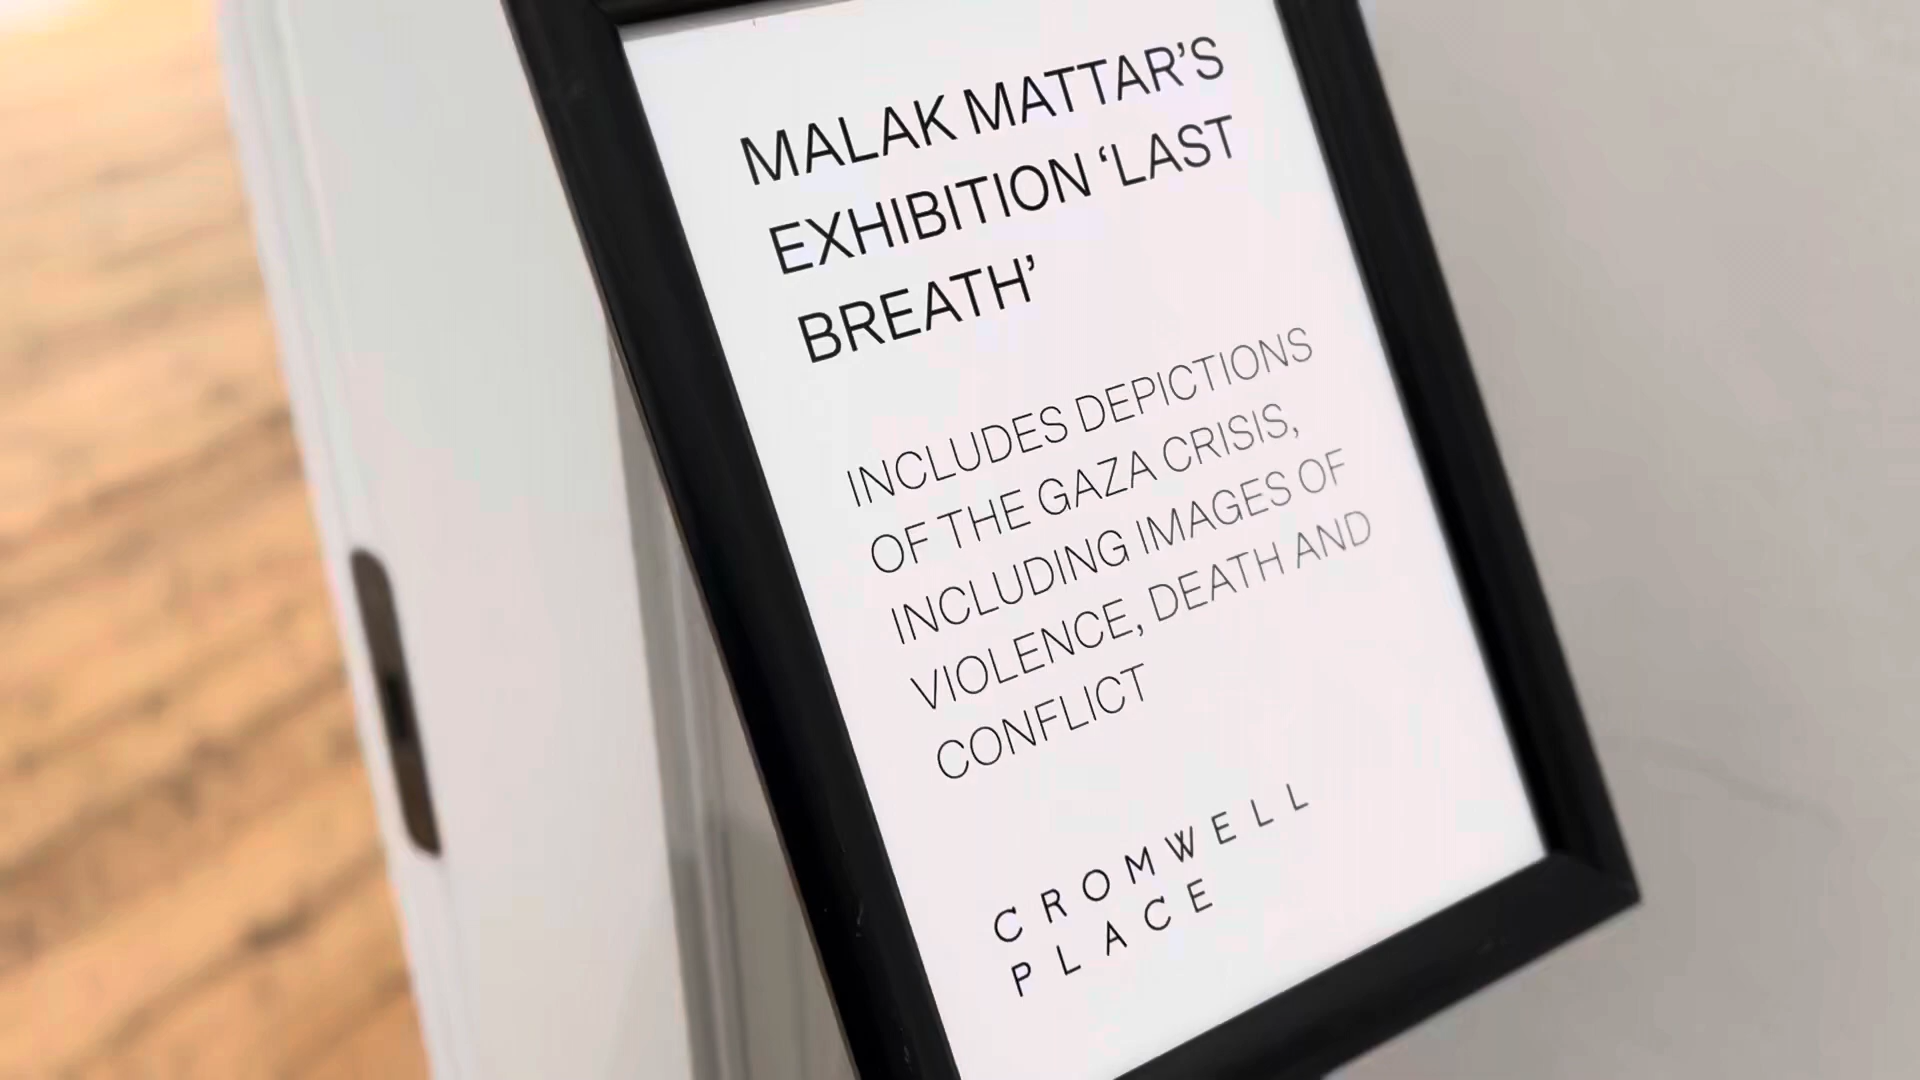 MALAK MATTAR’S
EXHIBITION ‘LAST
BREATH’
INCLUDES DEPICTIONS
OF THE GAZA CRISIS,
INCLUDING IMAGES OF
VIOLENCE, DEATH AND
CONFLICT
CROMWELL
PLACE